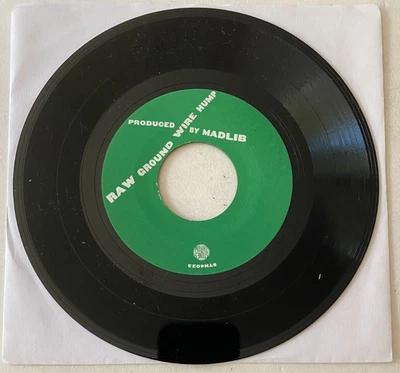 PRODUCED BY MADLIB
RAW GROUND WIRE HUMP